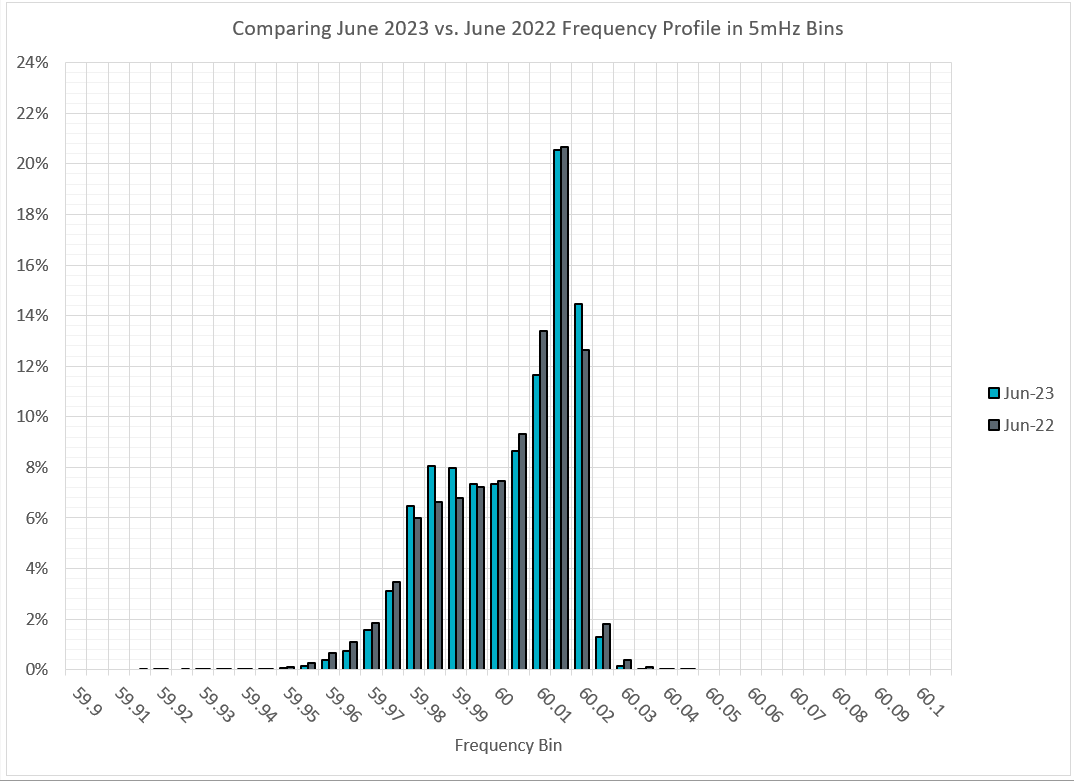 Comparing June 2023 vs. June 2022 Frequency Profile in 5mHz Bins
24%
22%
20%
18%
16%
14%
12%
10%
8%
6%
4%
2%
0%
Jun-23
Jun-22
59.9 59.91 59.92 59.93 59.94 59.95 59.96 59.97 59.98 59.99 60 60.01 60.02 60.03 60.04 60.05 60.06 60.07 60.08 60.09 60.1
Frequency Bin